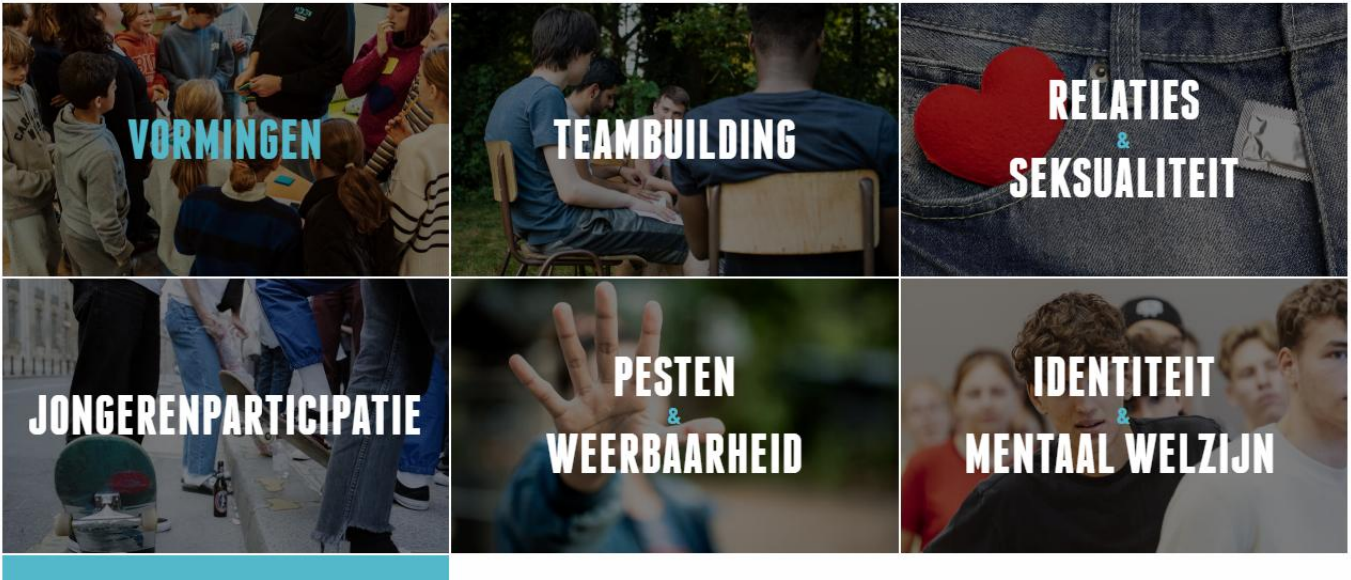 VORMINGEN
TEAMBUILDING
RELATIES
&
SEKSUALITEIT
JONGERENPARTICIPATIE
PESTEN
&
WEERBAARHEID
IDENTITEIT
&
MENTAAL WELZIJN